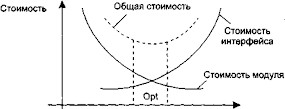 Стоимость
Общая стоимость
Стоимость
интерфейса
Стоимость модуля
Opt